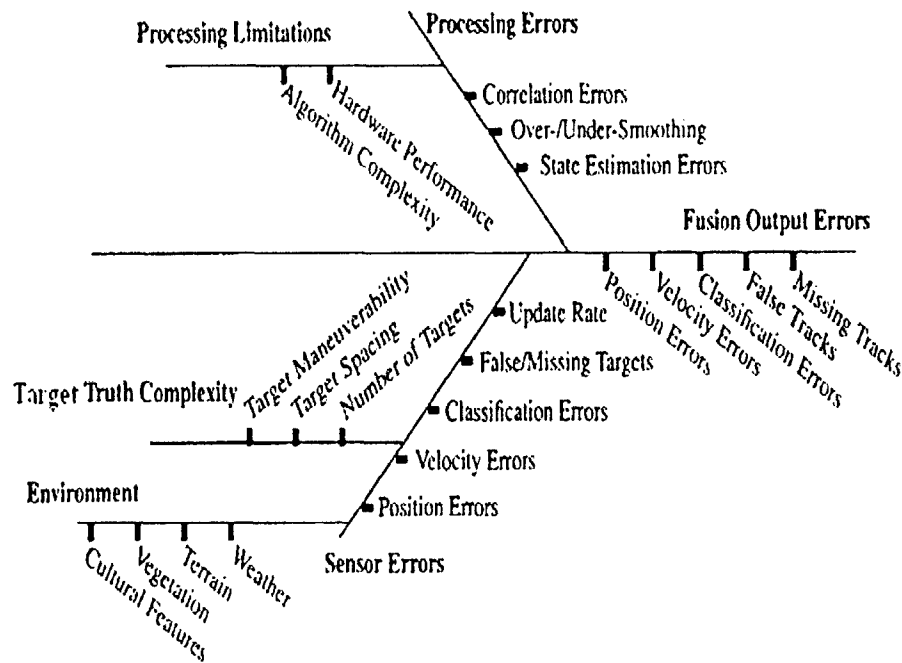 Processing Limitations
Processing Errors
Algorithm Complexity
Hardware Performance
Correlation Errors
Over-/Under-Smoothing
State Estimation Errors
Fusion Output Errors
Position Errors
Velocity Errors
Classification Errors
False Tracks
Missing Tracks
Target Truth Complexity
Target Maneuverability
Target Spacing
Number of Targets
Update Rate
False/Missing Targets
Classification Errors
Velocity Errors
Position Errors
Sensor Errors
Environment
Cultural Features
Vegetation
Terrain
Weather